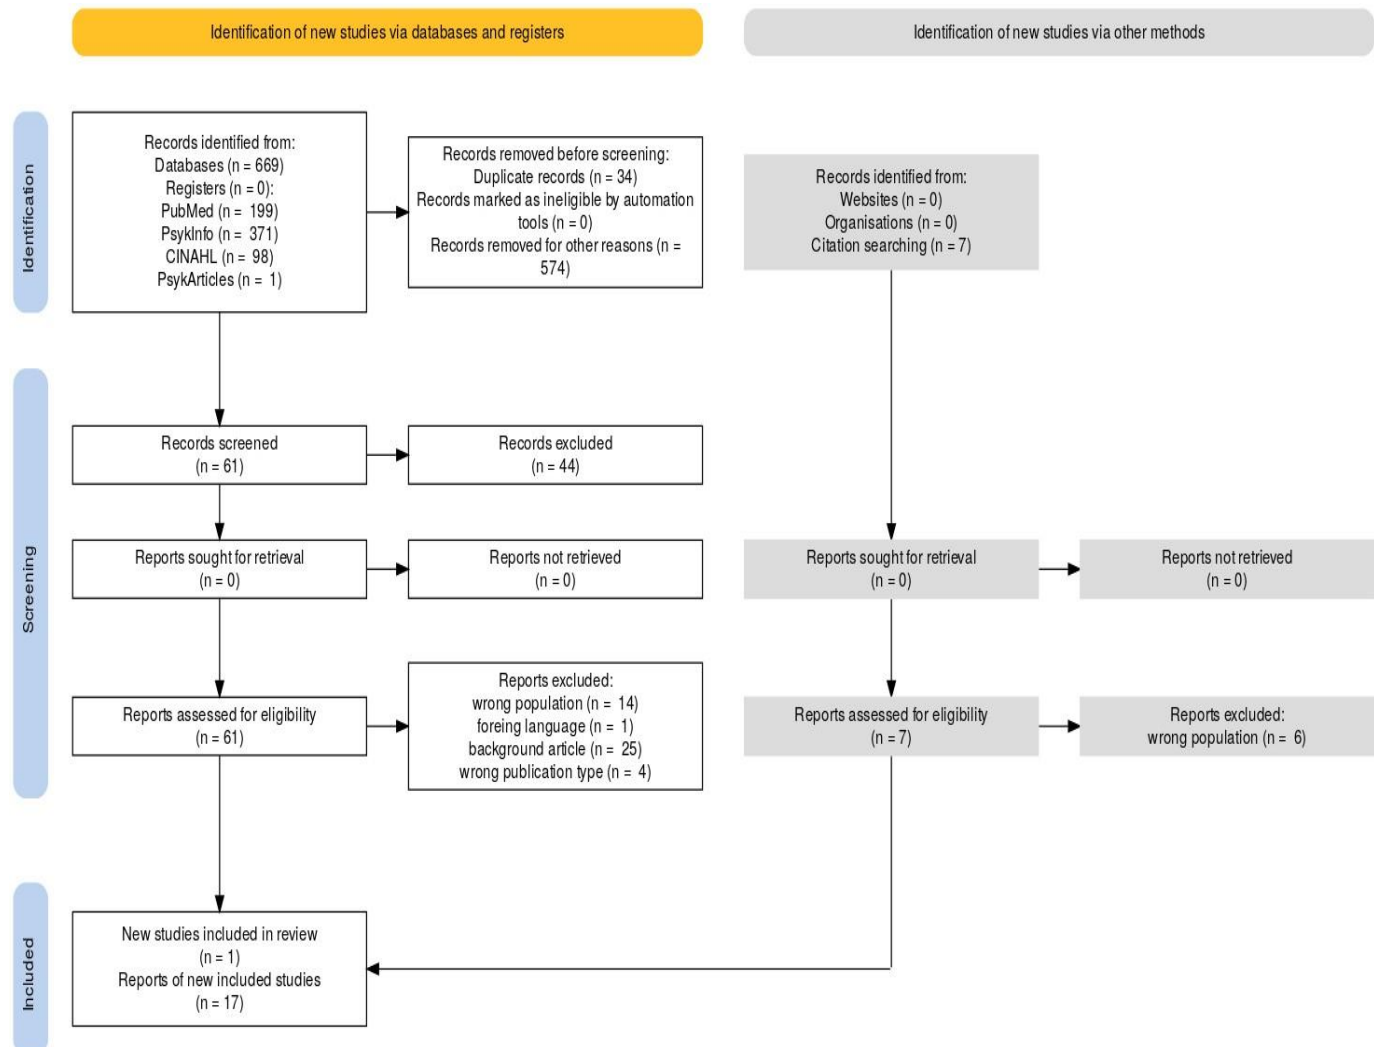 Identification of new studies via databases and registers
Identification of new studies via other methods
Identification
Records identified from:
Databases (n = 669)
Registers (n = 0):
PubMed (n = 199)
PsykInfo (n = 371)
CINAHL (n = 98)
PsykArticles (n = 1)
Records removed before screening:
Duplicate records (n = 34)
Records marked as ineligible by automation
tools (n = 0)
Records removed for other reasons (n =
574)
Records identified from:
Websites (n = 0)
Organisations (n = 0)
Citation searching (n = 7)
Screening
Records screened
(n = 61)
Records excluded
(n = 44)
Reports sought for retrieval
(n = 0)
Reports not retrieved
(n = 0)
Reports sought for retrieval
(n = 0)
Reports not retrieved
(n = 0)
Reports assessed for eligibility
(n = 61)
Reports excluded:
wrong population (n = 14)
foreing language (n = 1)
background article (n = 25)
wrong publication type (n = 4)
Reports assessed for eligibility
(n = 7)
Reports excluded:
wrong population (n = 6)
Included
New studies included in review
(n = 1)
Reports of new included studies
(n = 17)